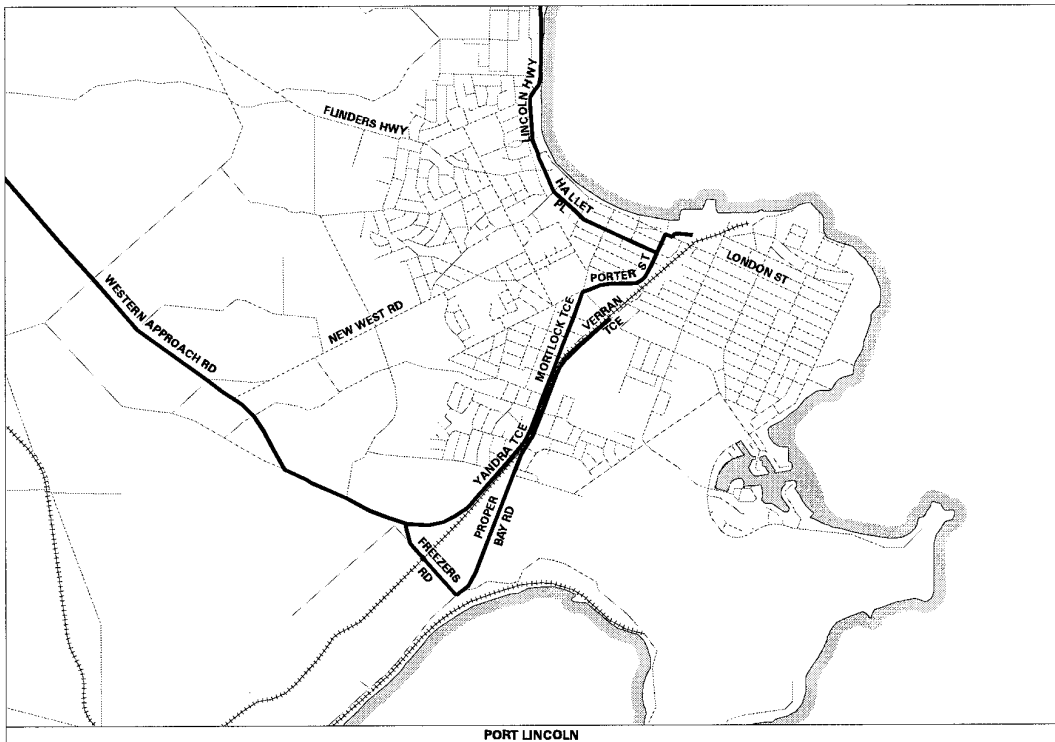 LINCOLN HWY
FLINDERS HWY
HALLET
PL
LONDON ST
PORTER ST
WESTERN APPROACH RD
NEW WEST RD
MORTLOCK TCE
VERRAN
TCE
YANDRA TCE
PROPER
BAY RD
FREEZERS
RD
PORT LINCOLN